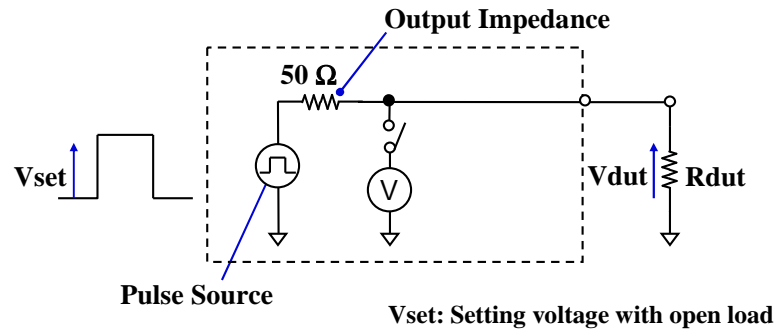 Output Impedance
50 Ω
Vset
V
Vdut
Rdut
Pulse Source
Vset: Setting voltage with open load